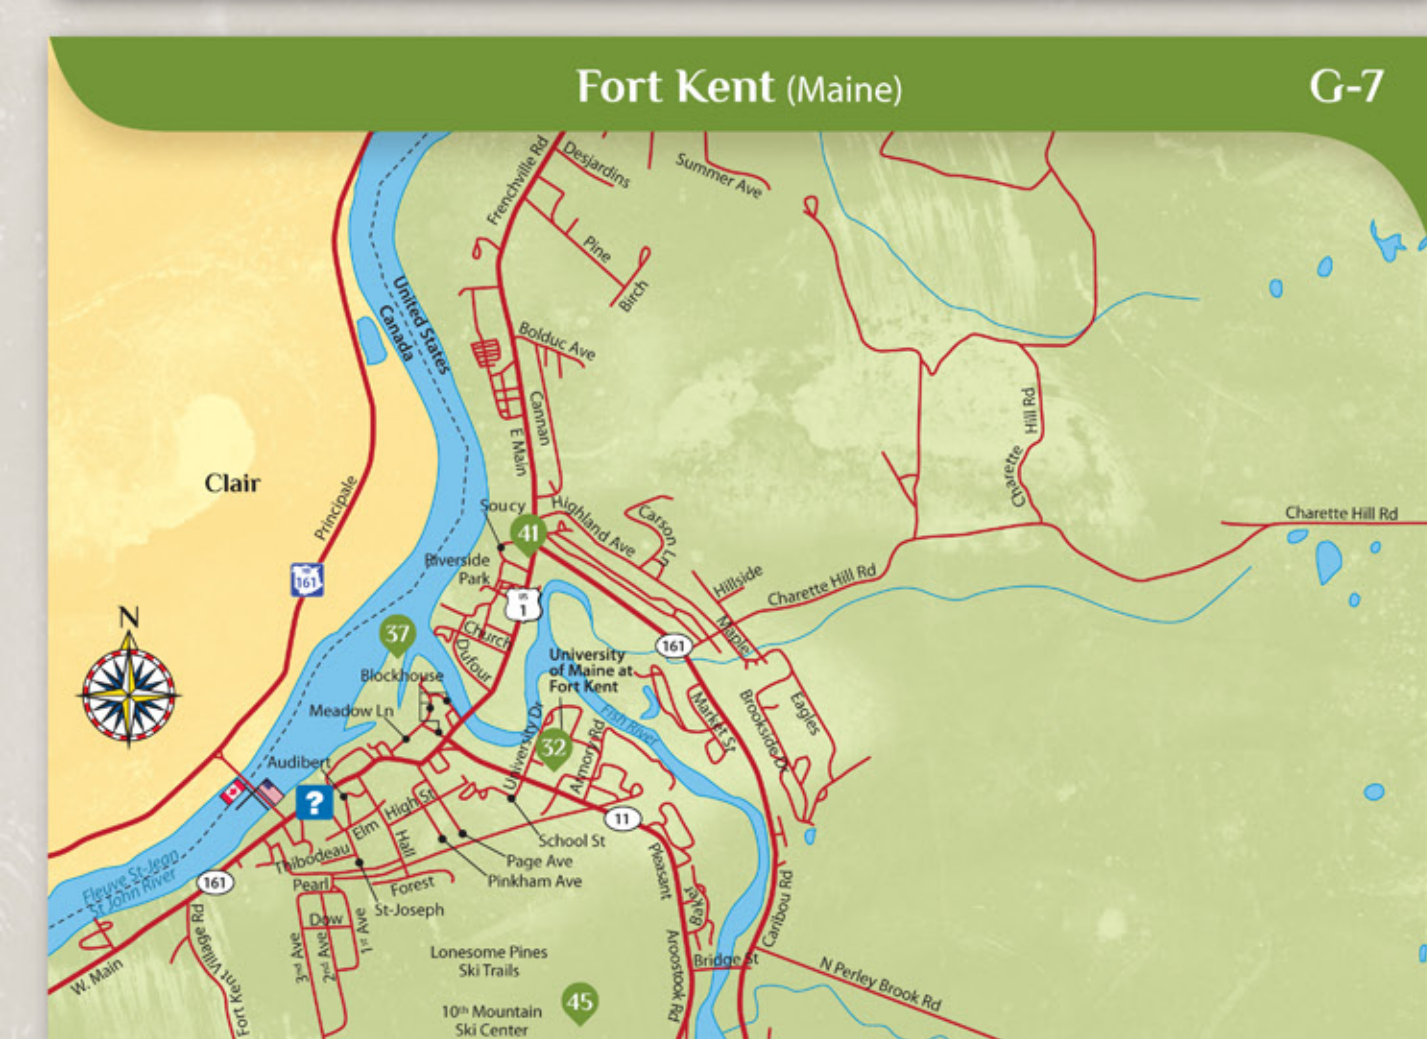 Fort Kent (Maine)
G-7
Frenchville Rd
Desjardins
Summer Ave
Pine
Birch
United States
Canada
Bolduc Ave
Cannan
E Main
Hill Rd
Charette
Clair
Principale
161
Soucy
41
Highland Ave
Carson Ln
Charette Hill Rd
Riverside
Park
US
1
Hillside
Charette Hill Rd
N
37
Church
Dufour
Maple
161
University
of Maine at
Fort Kent
Blockhouse
Meadow Ln
University Dr
32
Armory Rd
Fish River
Market St
Brookside Dr
Eagles
Audibert
?
Elm
High St
Hall
11
School St
Page Ave
Pinkham Ave
Thibodeau
Pearl
Forest
St-Joseph
Pleasant
Baker
Caribou Rd
Fleuve St-Jean
St John River
161
Dow
1st Ave
2nd Ave
3rd Ave
Fort Kent Village Rd
W. Main
Lonesome Pines
Ski Trails
Aroostook Rd
Bridge St
N Perley Brook Rd
10th Mountain
Ski Center
45